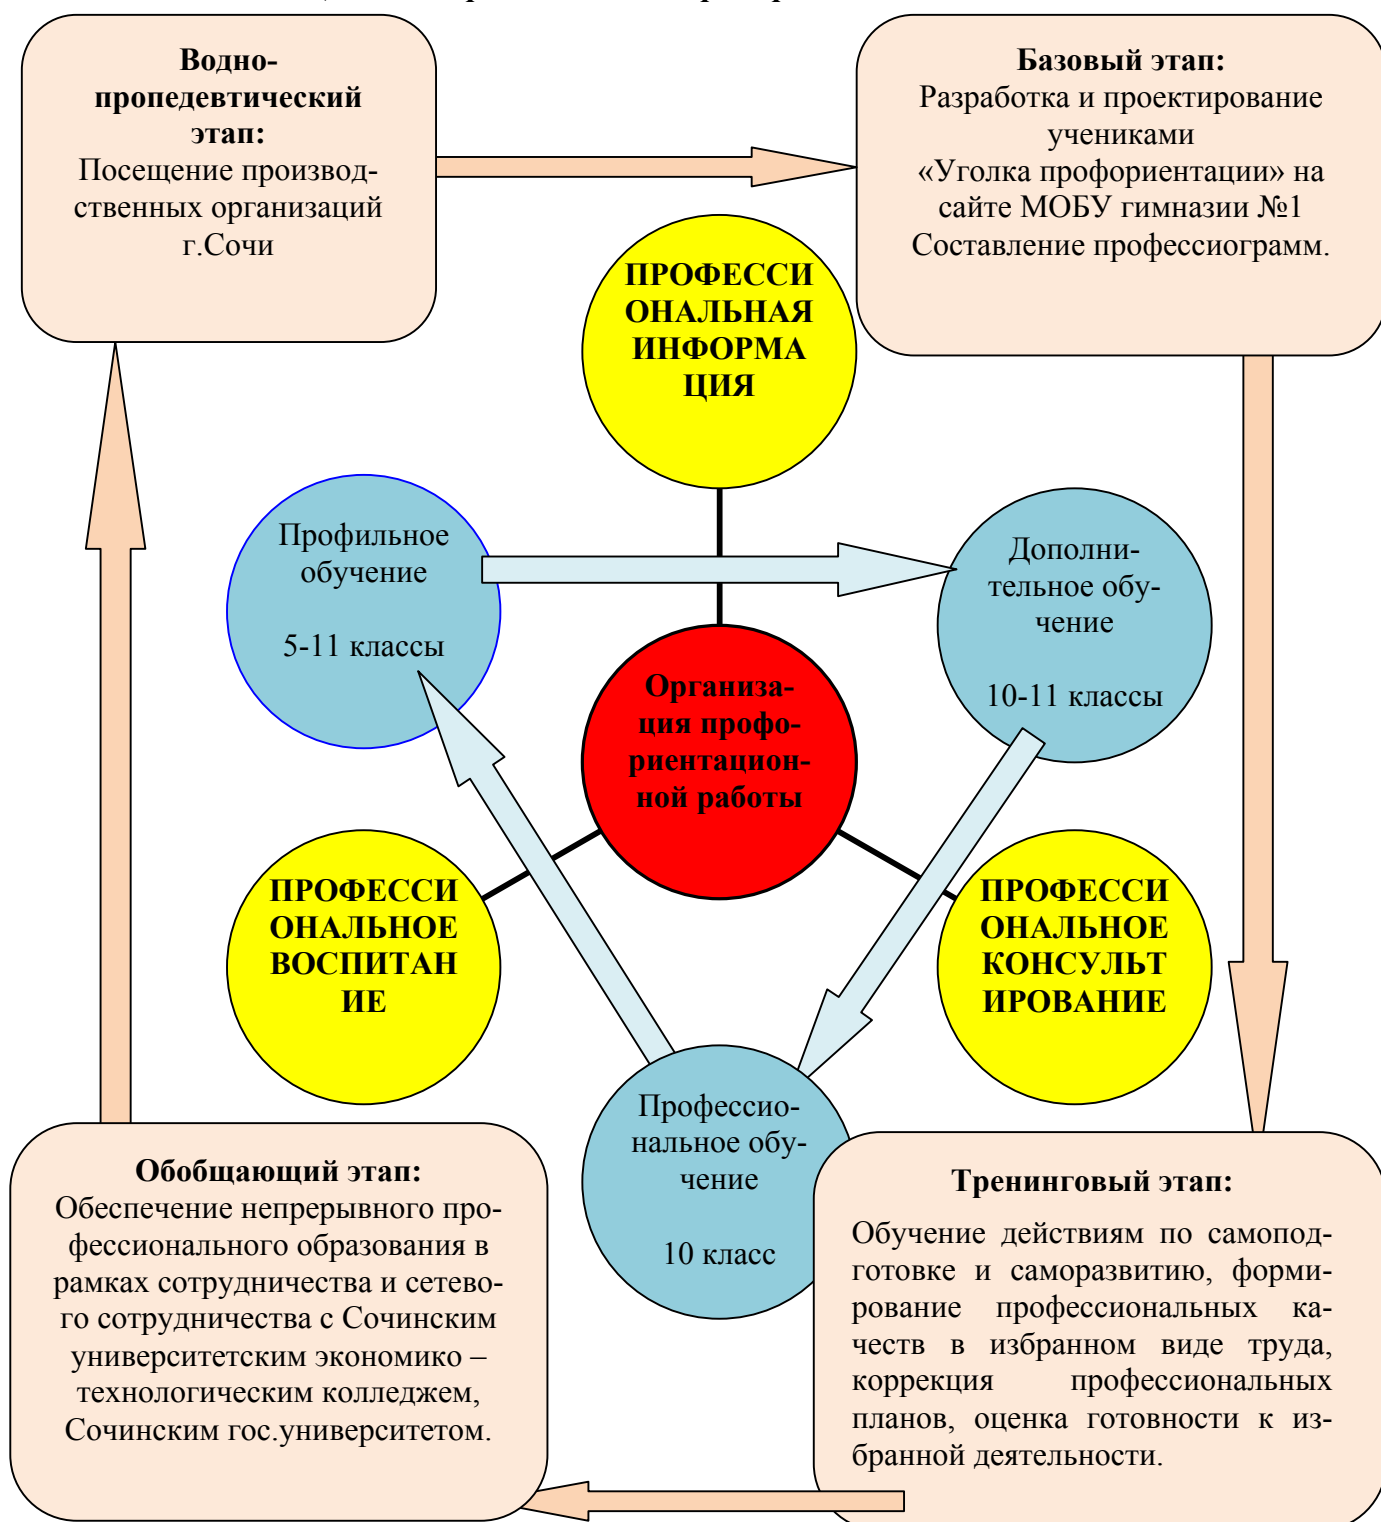 Водно-
пропедевтический
этап:
Посещение производ-
ственных организаций
г.Сочи
Базовый этап:
Разработка и проектирование
учениками
«Уголка профориентации» на
сайте МОБУ гимназии №1
Составление профессиограмм.
ПРОФЕССИ
ОНАЛЬНАЯ
ИНФОРМА
ЦИЯ
Профильное
обучение
5-11 классы
Дополни-
тельное обу-
чение
10-11 классы
Организа-
ция профо-
риентацион-
ной работы
ПРОФЕССИ
ОНАЛЬНОЕ
ВОСПИТАН
ИЕ
ПРОФЕССИ
ОНАЛЬНОЕ
КОНСУЛЬТ
ИРОВАНИЕ
Профессио-
нальное обу-
чение
10 класс
Обобщающий этап:
Обеспечение непрерывного про-
фессионального образования в
рамках сотрудничества и сетево-
го сотрудничества с Сочинским
университетским экономико –
технологическим колледжем,
Сочинским гос.университетом.
Тренинговый этап:
Обучение действиям по самопод-
готовке и саморазвитию, форми-
рование профессиональных ка-
честв в избранном виде труда,
коррекция профессиональных
планов, оценка готовности к из-
бранной деятельности.